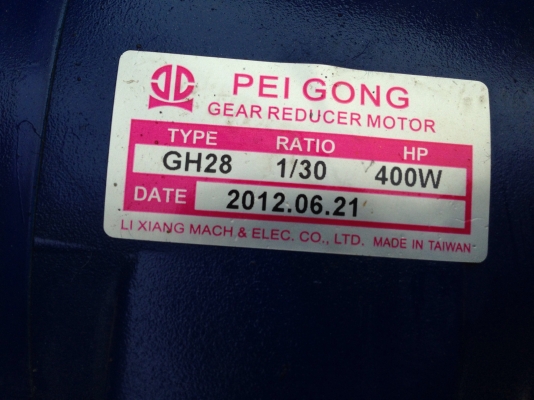 PEI GONG
GEAR REDUCER MOTOR
TYPE RATIO HP
GH28 1/30 400W
DATE 2012.06.21
LI XIANG MACH & ELEC. CO., LTD. MADE IN TAIWAN